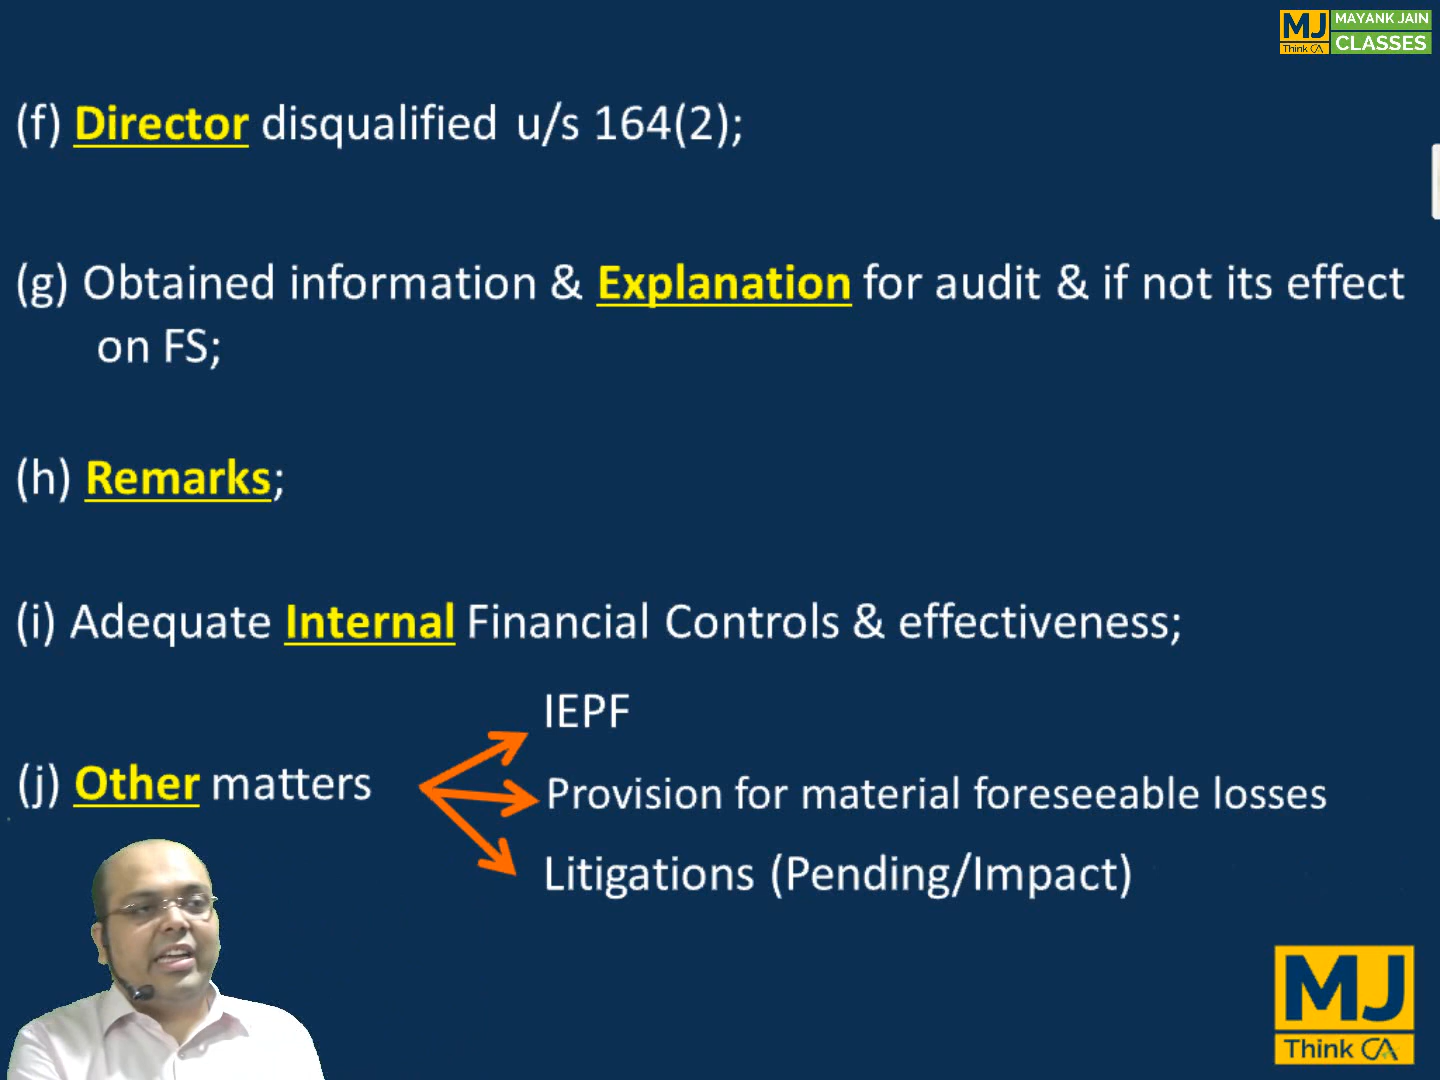 MJ
Think CA
MAYANK JAIN
CLASSES
(f) Director disqualified u/s 164(2);
(g) Obtained information & Explanation for audit & if not its effect
on FS;
(h) Remarks;
(i) Adequate Internal Financial Controls & effectiveness;
IEPF
(j) Other matters
Provision for material foreseeable losses
Litigations (Pending/Impact)
MJ
Think CA